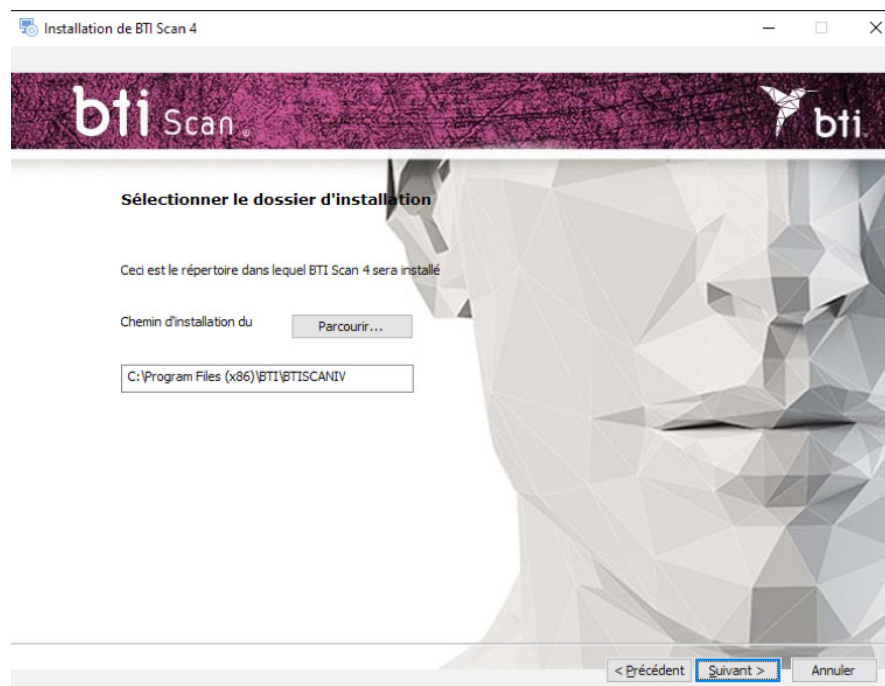 Installation de BTI Scan 4
bti Scan ®
bti
Sélectionner le dossier d'installation
Ceci est le répertoire dans lequel BTI Scan 4 sera installé
Chemin d'installation du
Parcourir...
C:\Program Files (x86)\BTI\BTISCANIV
< Précédent
Suivant >
Annuler